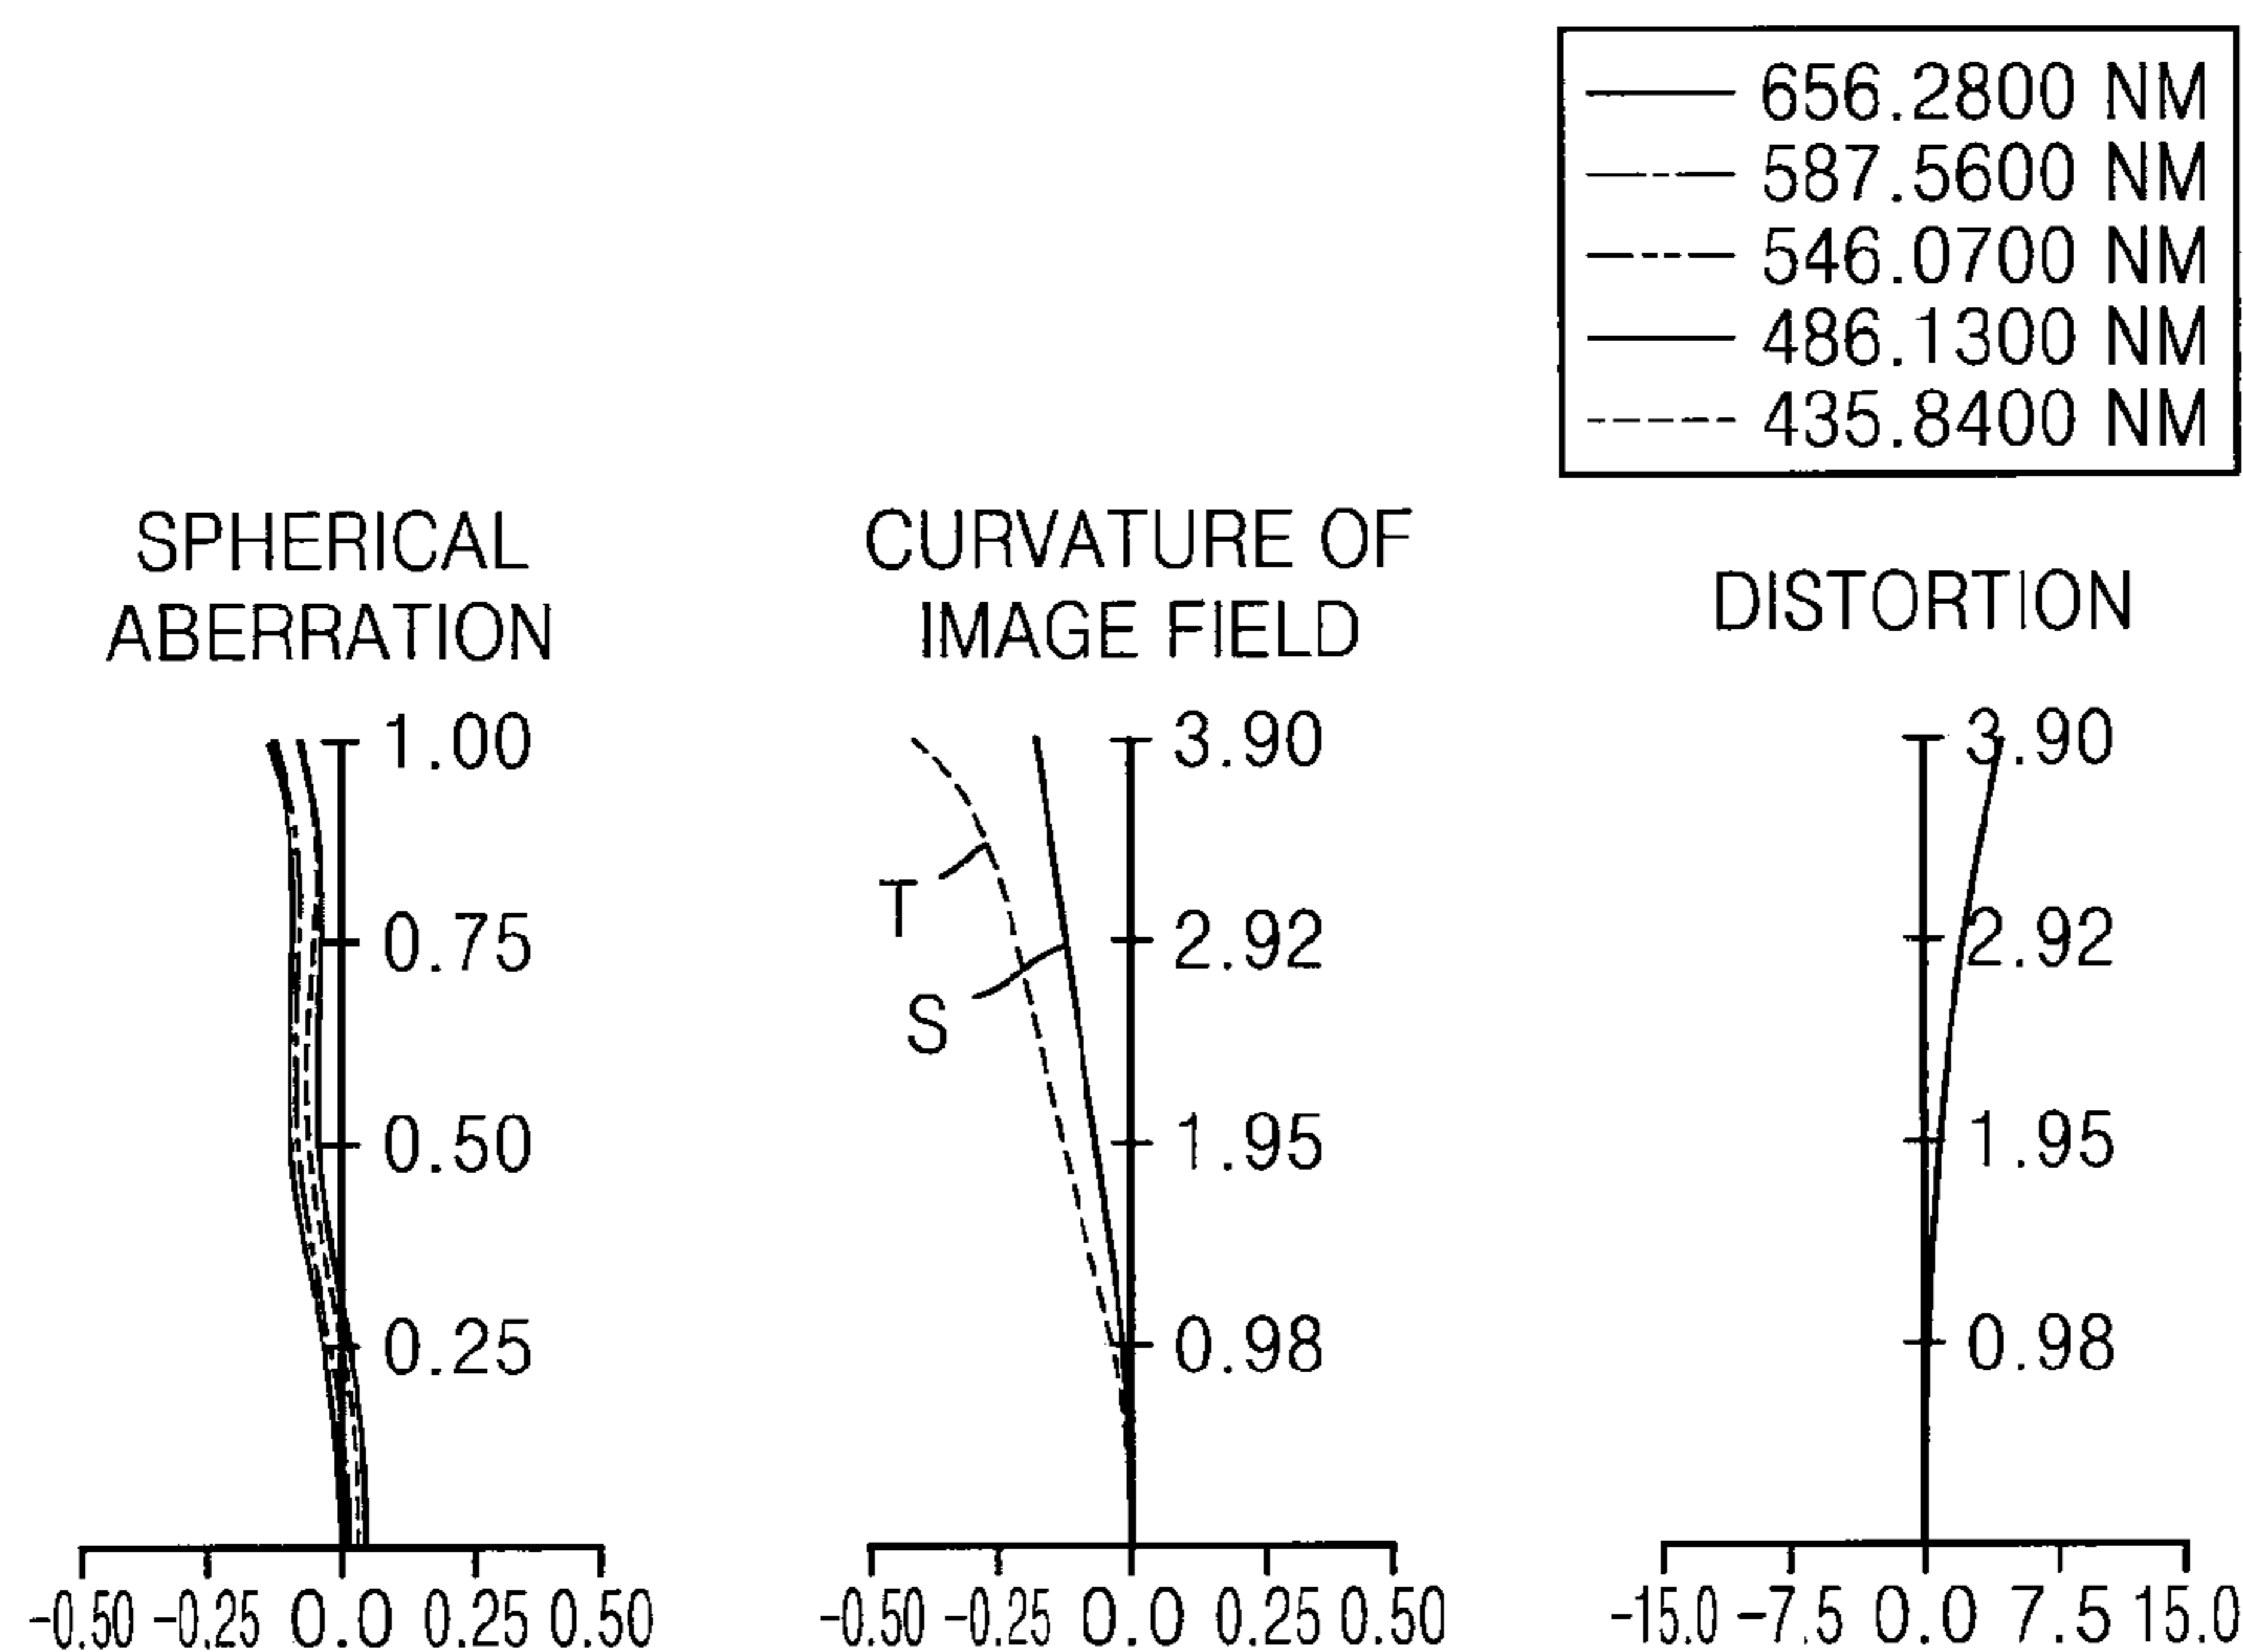 656.2800 NM
587.5600 NM
546.0700 NM
486.1300 NM
435.8400 NM
SPHERICAL
ABERRATION
1.00
0.75
0.50
0.25
-0.50 -0.25 0.0 0.25 0.50
CURVATURE OF
IMAGE FIELD
3.90
T
2.92
S
1.95
0.98
-0.50 -0.25 0.0 0.25 0.50
DISTORTION
3.90
2.92
1.95
0.98
-15.0 -7.5 0.0 7.5 15.0